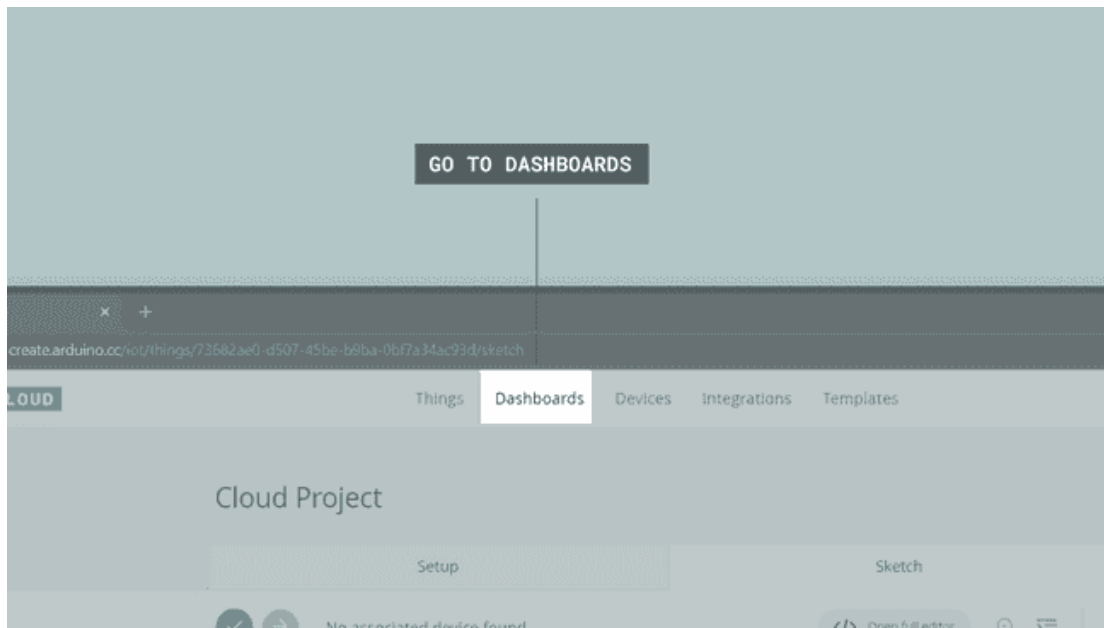 GO TO DASHBOARDS
create.arduino.cc/iot/things/73682ae0-d507-45be-b9ba-0bf7a34ac93d/sketch
LOUD Things Dashboards Devices Integrations Templates
Cloud Project
Setup Sketch
No associated device found Open full editor